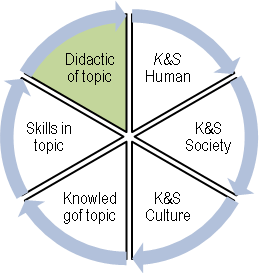 Didactic
of topic
K&S
Human
K&S
Society
K&S
Culture
Knowled
gof topic
Skills in
topic